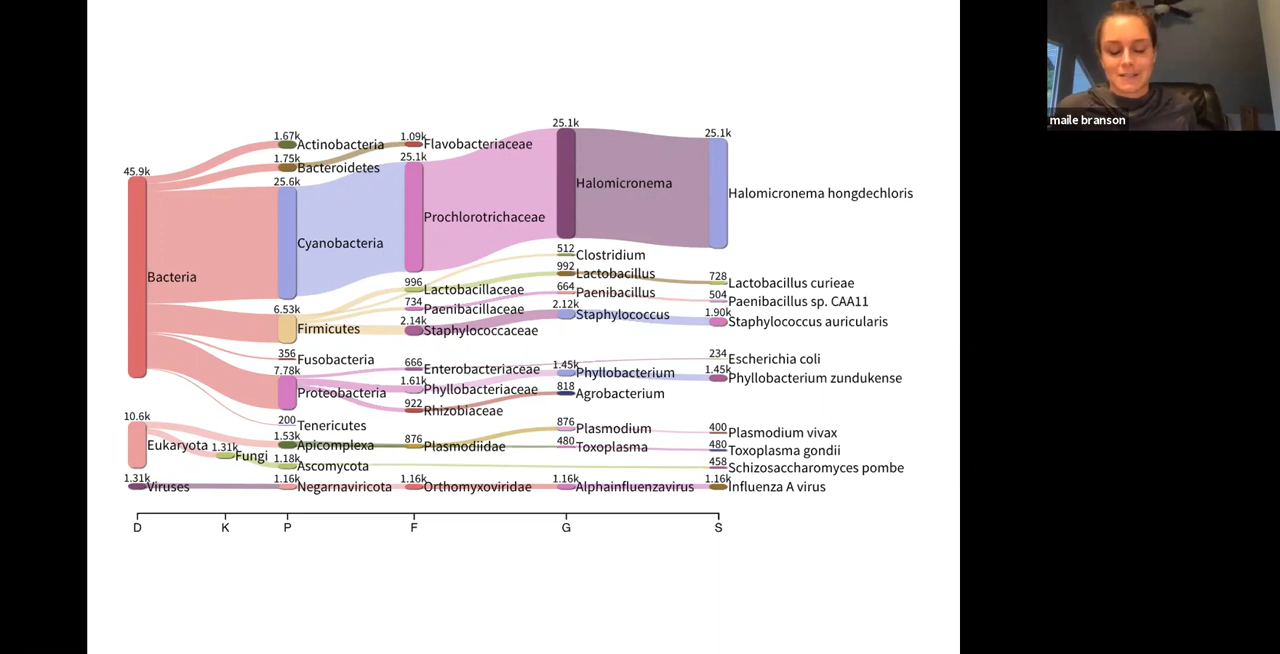 25.1k
maile branson
1.67k Actinobacteria
1.09k Flavobacteriaceae
25.1k
1.75k Bacteroidetes
25.1k
45.9k
25.6k
Halomicronema
Halomicronema hongdechloris
Prochlorotrichaceae
Cyanobacteria
512 Clostridium
Bacteria
992 Lactobacillus
728 Lactobacillus curieae
996 Lactobacillaceae
664 Paenibacillus
504 Paenibacillus sp. CAA11
6.53k Firmicutes
734 Paenibacillaceae
2.12k Staphylococcus
1.90k Staphylococcus auricularis
2.14k Staphylococcaceae
356 Fusobacteria
234 Escherichia coli
666 Enterobacteriaceae
1.45k Phyllobacterium
1.45k Phyllobacterium zundukense
7.78k Proteobacteria
1.61k Phyllobacteriaceae
818 Agrobacterium
922 Rhizobiaceae
10.6k Eukaryota
200 Tenericutes
876 Plasmodium
400 Plasmodium vivax
1.53k Apicomplexa
876 Plasmodiidae
480 Toxoplasma
480 Toxoplasma gondii
1.31k Fungi
1.18k Ascomycota
458 Schizosaccharomyces pombe
1.31k Viruses
1.16k Negarnaviricota
1.16k Orthomyxoviridae
1.16k Alphainfluenzavirus
1.16k Influenza A virus
D K P F G S